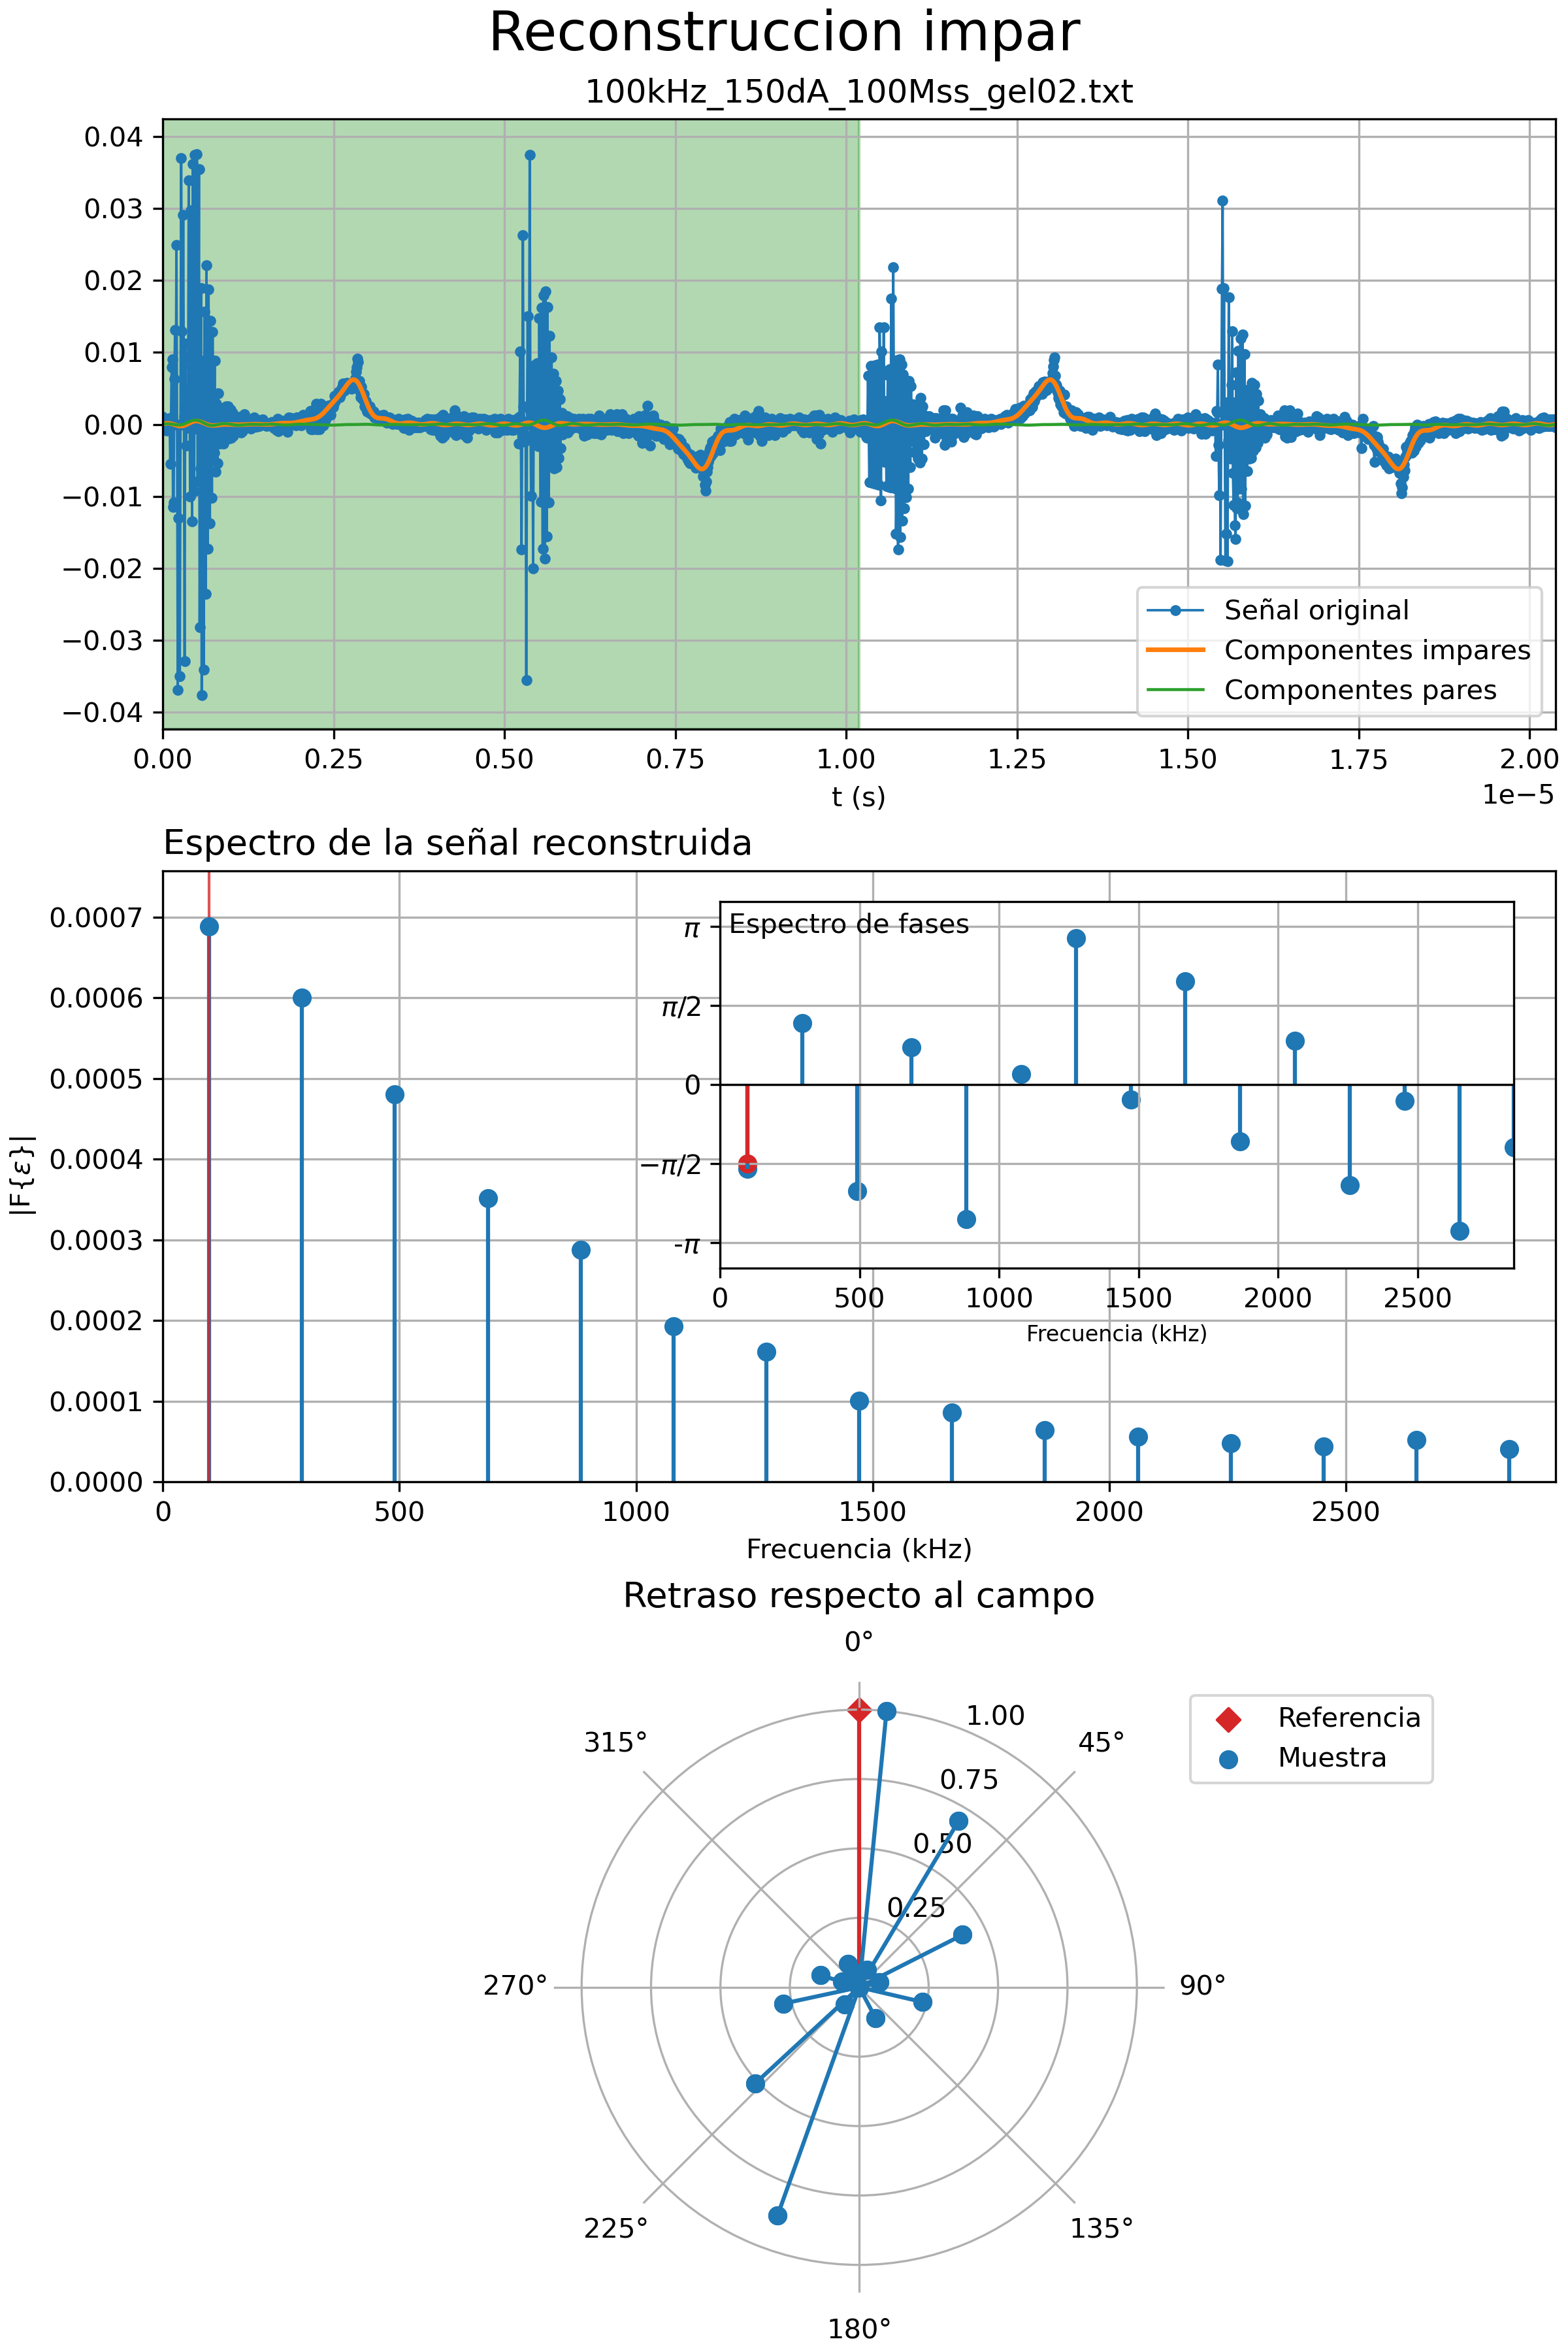 Reconstruccion impar
100kHz_150dA_100Mss_gel02.txt
0.04
0.03
0.02
0.01
0.00
−0.01
−0.02
−0.03
−0.04
Señal original
Componentes impares
Componentes pares
0.00 0.25 0.50 0.75 1.00 1.25 1.50 1.75 2.00
t (s)
1e−5
Espectro de la señal reconstruida
|F{ε}|
0.0007
0.0006
0.0005
0.0004
0.0003
0.0002
0.0001
0.0000
0 500 1000 1500 2000 2500
Frecuencia (kHz)
Espectro de fases
π
π/2
0
−π/2
-π
0 500 1000 1500 2000 2500
Frecuencia (kHz)
Retraso respecto al campo
0°
45°
90°
135°
180°
225°
270°
315°
1.00
0.75
0.50
0.25
Referencia
Muestra